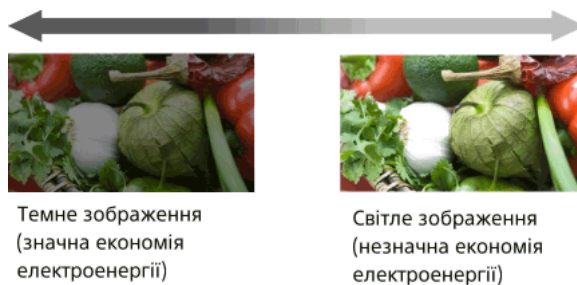 Темне зображення
(значна економія
електроенергії)
Світле зображення
(незначна економія
електроенергії)